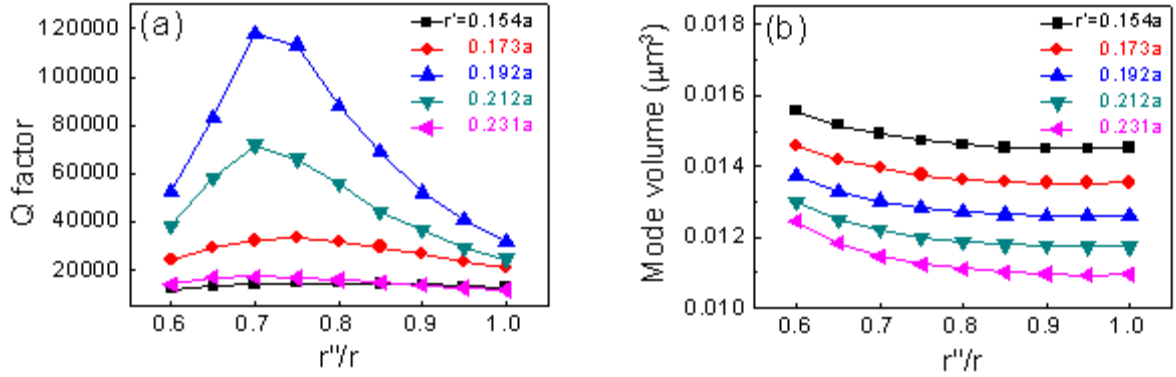 (a)
r'=0.154a
0.173a
0.192a
0.212a
0.231a
120000
100000
80000
60000
40000
20000
Q factor
0.6 0.7 0.8 0.9 1.0
r"/r
(b)
r'=0.154a
0.173a
0.192a
0.212a
0.231a
0.018
0.016
0.014
0.012
0.010
Mode volume (μm³)
0.6 0.7 0.8 0.9 1.0
r"/r